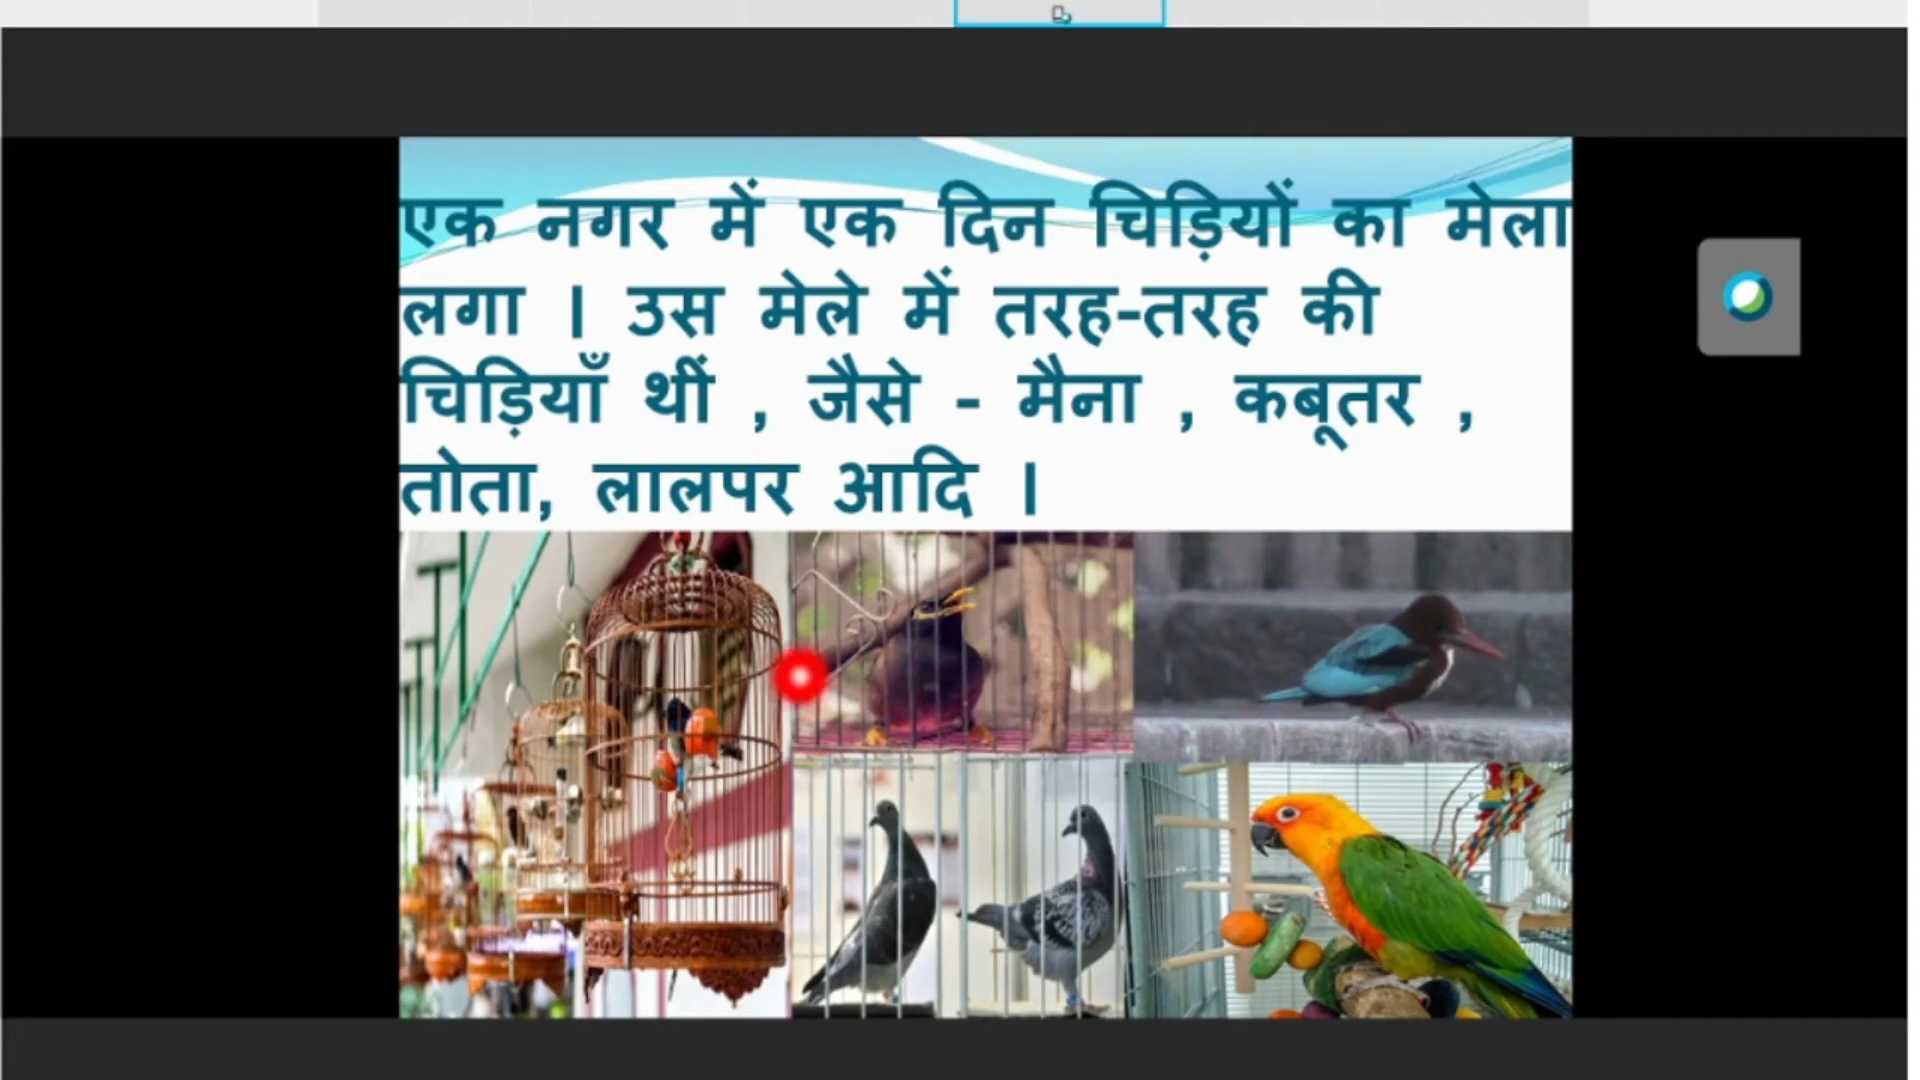 एक नगर में एक दिन चिड़ियों का मेला
लगा । उस मेले में तरह-तरह की
चिड़ियाँ थीं , जैसे - मैना , कबूतर ,
तोता, लालपर आदि ।